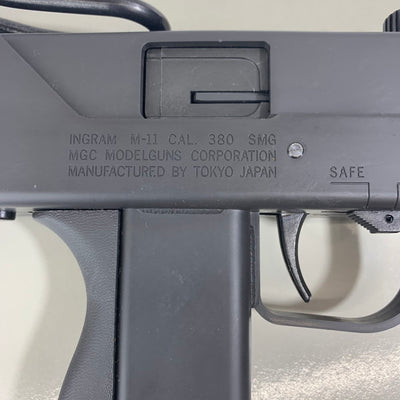 INGRAM M-11 CAL. 380 SMG
MGC MODELGUNS CORPORATION
MANUFACTURED BY TOKYO JAPAN
SAFE